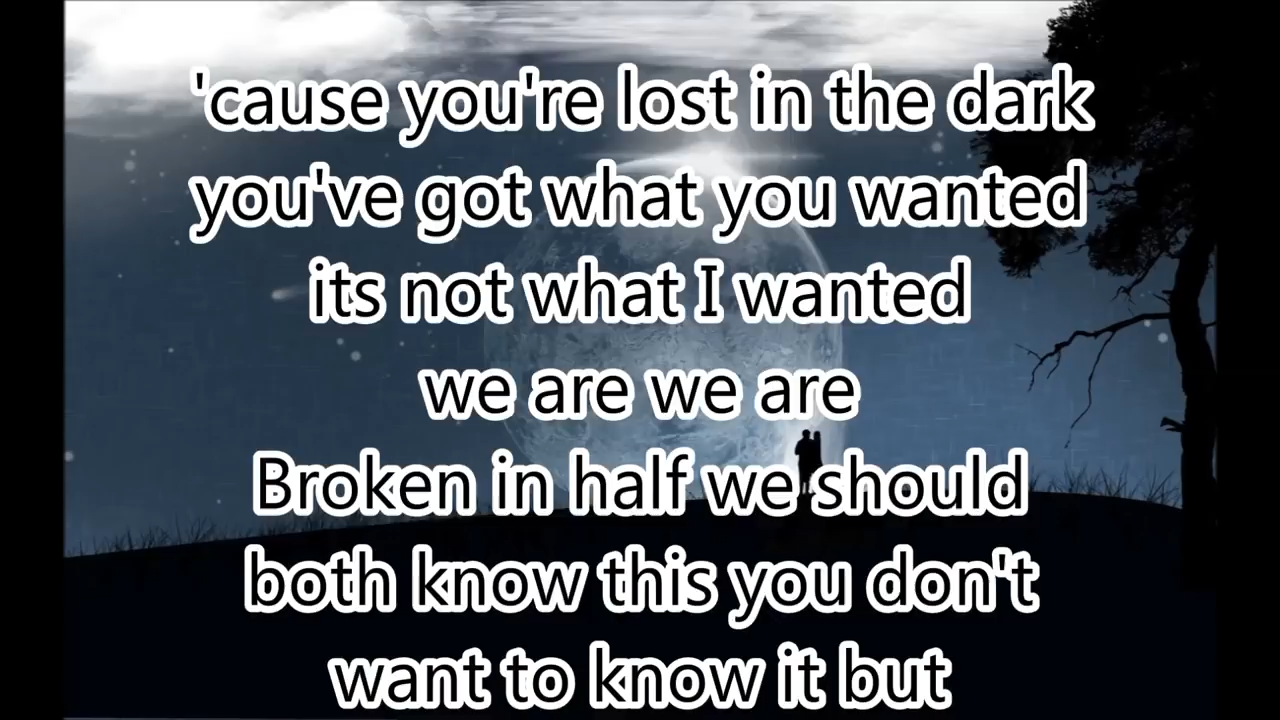 'cause you're lost in the dark
you've got what you wanted
its not what I wanted
we are we are
Broken in half we should
both know this you don't
want to know it but